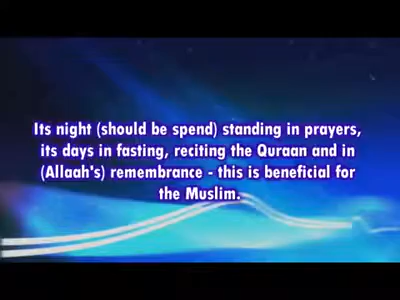 Its night (should be spend) standing in prayers,
its days in fasting, reciting the Quraan and in
(Allaah's) remembrance - this is beneficial for
the Muslim.